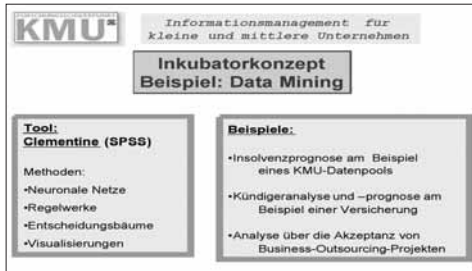 FORSCHUNGSSCHWERPUNKT
KMU
Informationsmanagement für
kleine und mittlere Unternehmen
Inkubatorkonzept
Beispiel: Data Mining
Tool:
Clementine (SPSS)
Methoden:
•Neuronale Netze
•Regelwerke
•Entscheidungsbäume
•Visualisierungen
Beispiele:
•Insolvenzprognose am Beispiel
eines KMU-Datenpools
•Kündigeranalyse und –prognose am
Beispiel einer Versicherung
•Analyse über die Akzeptanz von
Business-Outsourcing-Projekten